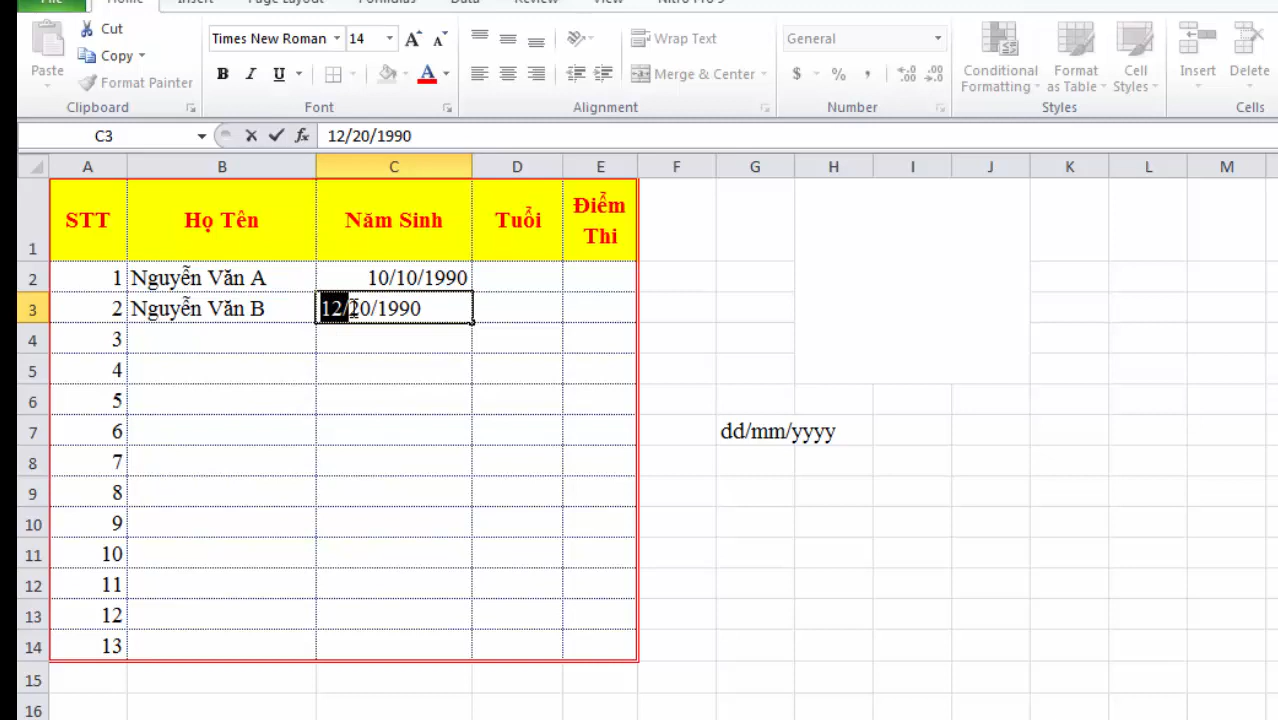 File Home Insert Page Layout Formulas Data Review View Nitro Pro 9
Cut
Copy
Format Painter
Paste
Clipboard
Times New Roman 14
B I U
Font
Wrap Text
Merge & Center
Alignment
General
$ % ,
Number
Conditional Formatting
Format as Table
Cell Styles
Styles
Insert Delete
Cells
C3 fx 12/20/1990
A B C D E F G H I J K L M
1 STT Họ Tên Năm Sinh Tuổi Điểm Thi
2 1 Nguyễn Văn A 10/10/1990
3 2 Nguyễn Văn B 12/20/1990
4 3
5 4
6 5
7 6 dd/mm/yyyy
8 7
9 8
10 9
11 10
12 11
13 12
14 13
15
16